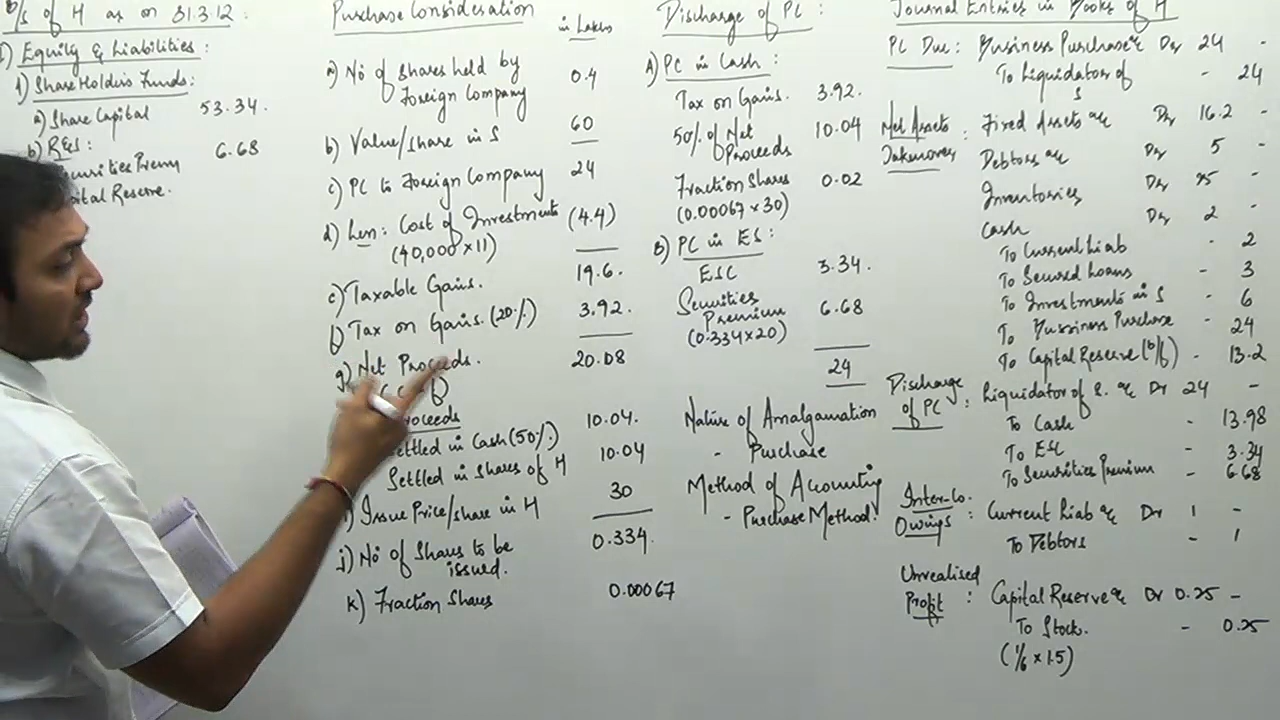 B/s of H as on 31.3.12:
I) Equity & Liabilities:
1) ShareHolders Funds:
a) Share Capital 53.34.
b) R&S: 6.68
Securities Premy
Capital Reserve.
Purchase Consideration
in Lakhs
a) No of Shares held by
Foreign Company 0.4
b) Value/Share in S 60
c) PC to Foreign Company 24
d) Less: Cost of Investments (4.4)
(40,000 x 11)
e) Taxable Gains. 19.6.
f) Tax on Gains. (20%) 3.92.
g) Net Proceeds. 20.08
Proceeds
Settled in Cash (50%) 10.04.
Settled in Shares of H 10.04
Issue Price/share in H 30
j) No of Shares to be
issued. 0.334
k) Fraction Shares 0.00067
Discharge of PC:
A) PC in Cash:
Tax on Gains. 3.92.
50% of Net
Proceeds 10.04
Fraction Shares 0.02
(0.00067 x 30)
B) PC in ES:
ESC 3.34.
Securities
Premium 6.68
(0.334 x 20)
24
Nature of Amalgamation
- Purchase
Method of Accounting
- Purchase Method.
Journal Entries in Books of H
PC Due: Business Purchase Dr 24 -
To Liquidators of - 24
S
Net Assets
Takenover: Fixed Assets a/c Dr 16.2 -
Debtors a/c Dr 5 -
Inventories Dr 25 -
Cash Dr 2 -
To Current Liab - 2
To Secured Loans - 3
To Investments in S - 6
To Bussiness Purchase - 24
To Capital Reserve (b/f) - 13.2
Discharge
of PC: Liquidator of S. a/c Dr 24 -
To Cash - 13.98
To ESC - 3.34
To Securities Premium - 6.68
Inter-Co.
Owings: Current Liab a/c Dr 1 -
To Debtors - 1
Unrealised
Profit: Capital Reserve a/c Dr 0.25 -
To Stock. - 0.25
(1/6 x 1.5)